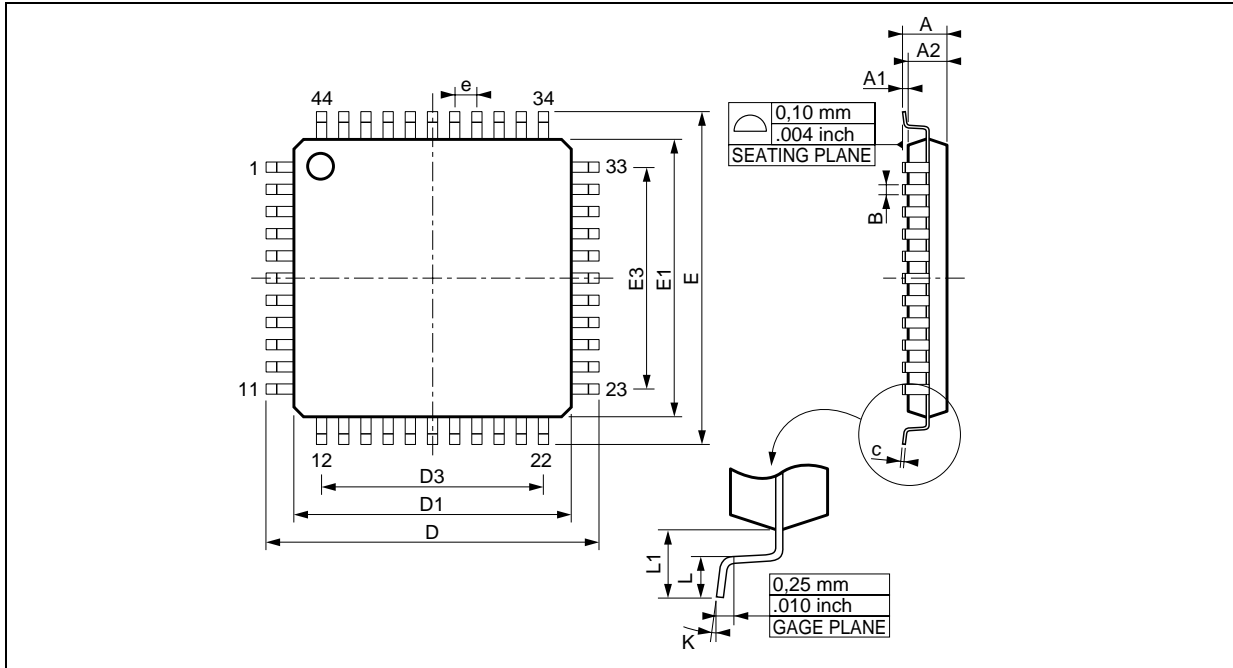 A
A2
A1
e
44
34
0,10 mm
.004 inch
SEATING PLANE
1
33
B
E3
E1
E
11
23
12
22
c
D3
D1
D
L1
L
0,25 mm
.010 inch
GAGE PLANE
K